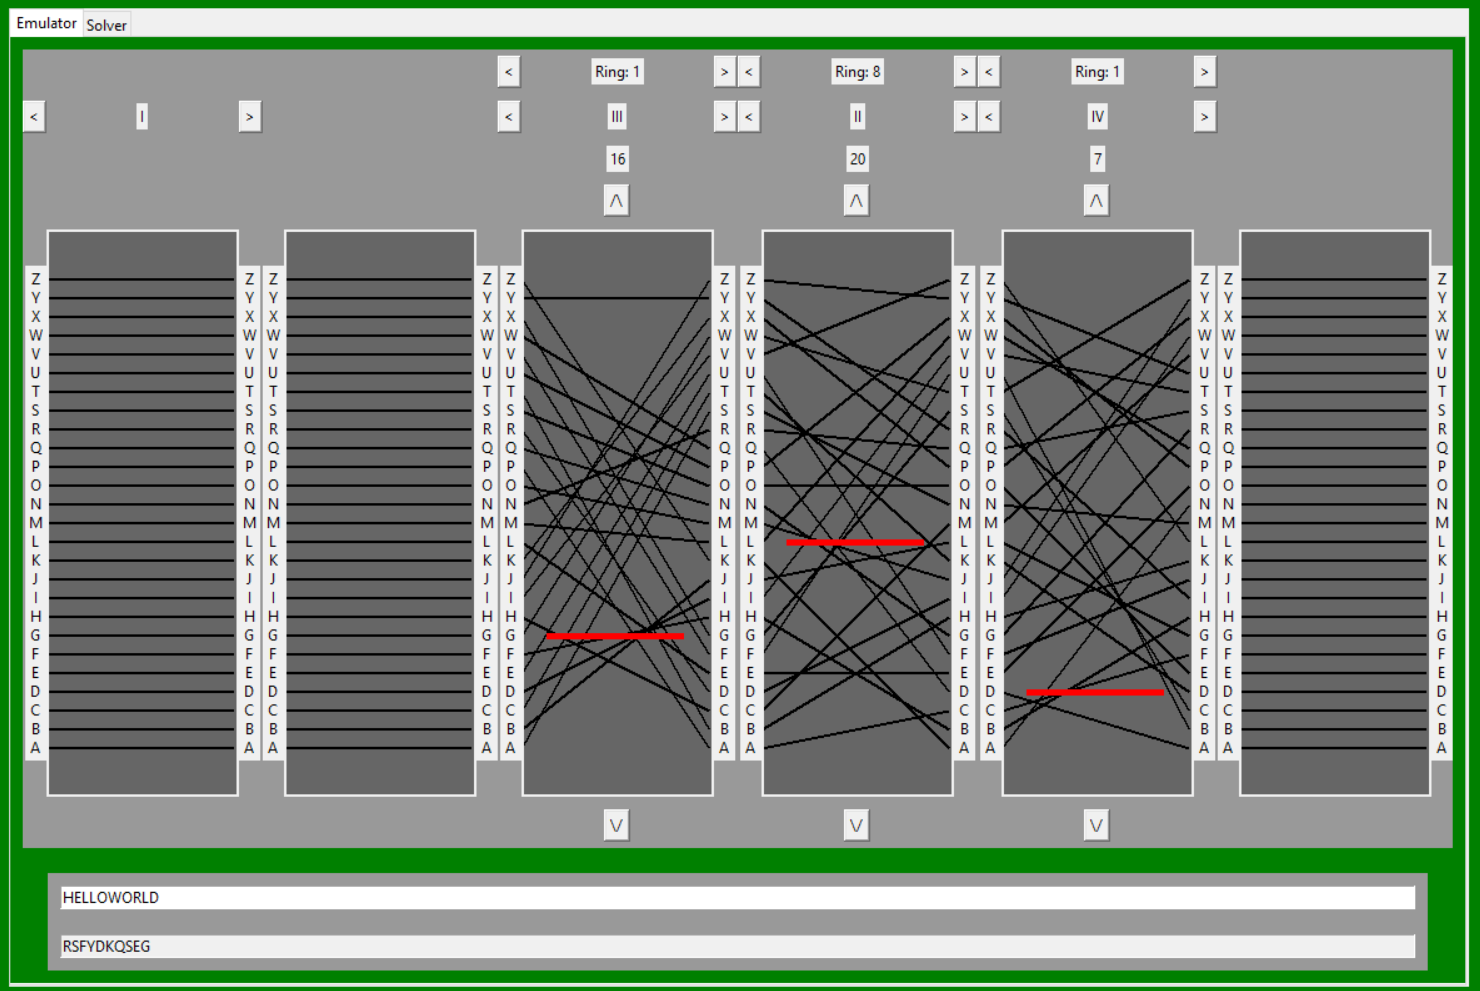 Emulator Solver
< Ring: 1 > < Ring: 8 > < Ring: 1 >
< I > < III > < II > < IV >
16 20 7
/\ /\ /\
Z Z Z Z Z Z Z Z Z Z Z Z
Y Y Y Y Y Y Y Y Y Y Y Y
X X X X X X X X X X X X
W W W W W W W W W W W W
V V V V V V V V V V V V
U U U U U U U U U U U U
T T T T T T T T T T T T
S S S S S S S S S S S S
R R R R R R R R R R R R
Q Q Q Q Q Q Q Q Q Q Q Q
P P P P P P P P P P P P
O O O O O O O O O O O O
N N N N N N N N N N N N
M M M M M M M M M M M M
L L L L L L L L L L L L
K K K K K K K K K K K K
J J J J J J J J J J J J
I I I I I I I I I I I I
H H H H H H H H H H H H
G G G G G G G G G G G G
F F F F F F F F F F F F
E E E E E E E E E E E E
D D D D D D D D D D D D
C C C C C C C C C C C C
B B B B B B B B B B B B
A A A A A A A A A A A A
\/ \/ \/
HELLOWORLD
RSFYDKQSEG